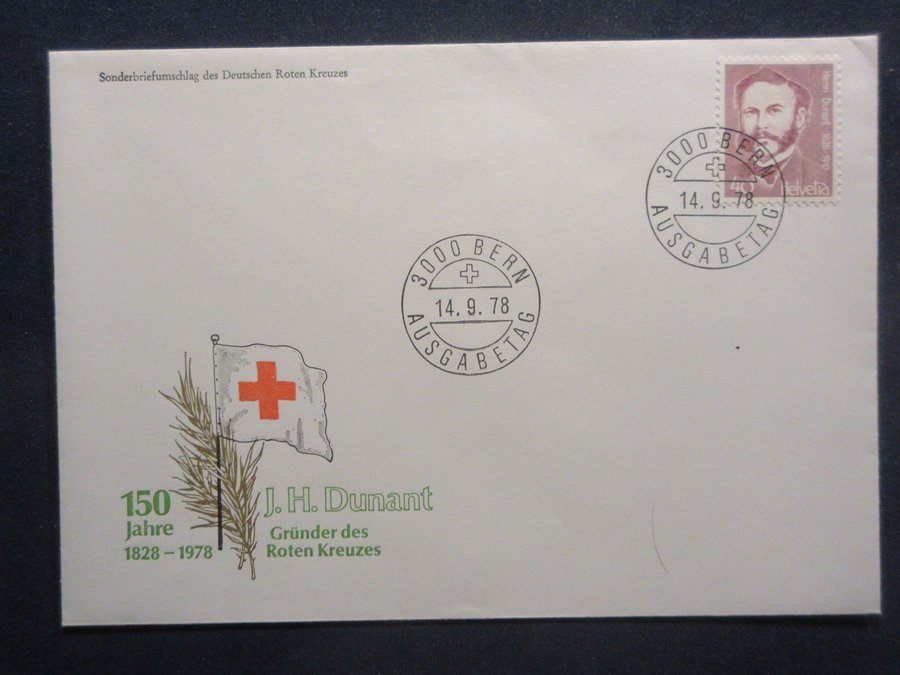 Sonderbriefumschlag des Deutschen Roten Kreuzes
Henri Dunant 1828-1910
40 Helvetia
3000 BERN
14. 9. 78
AUSGABETAG
3000 BERN
14. 9. 78
AUSGABETAG
150
Jahre
1828 – 1978
J. H. Dunant
Gründer des
Roten Kreuzes